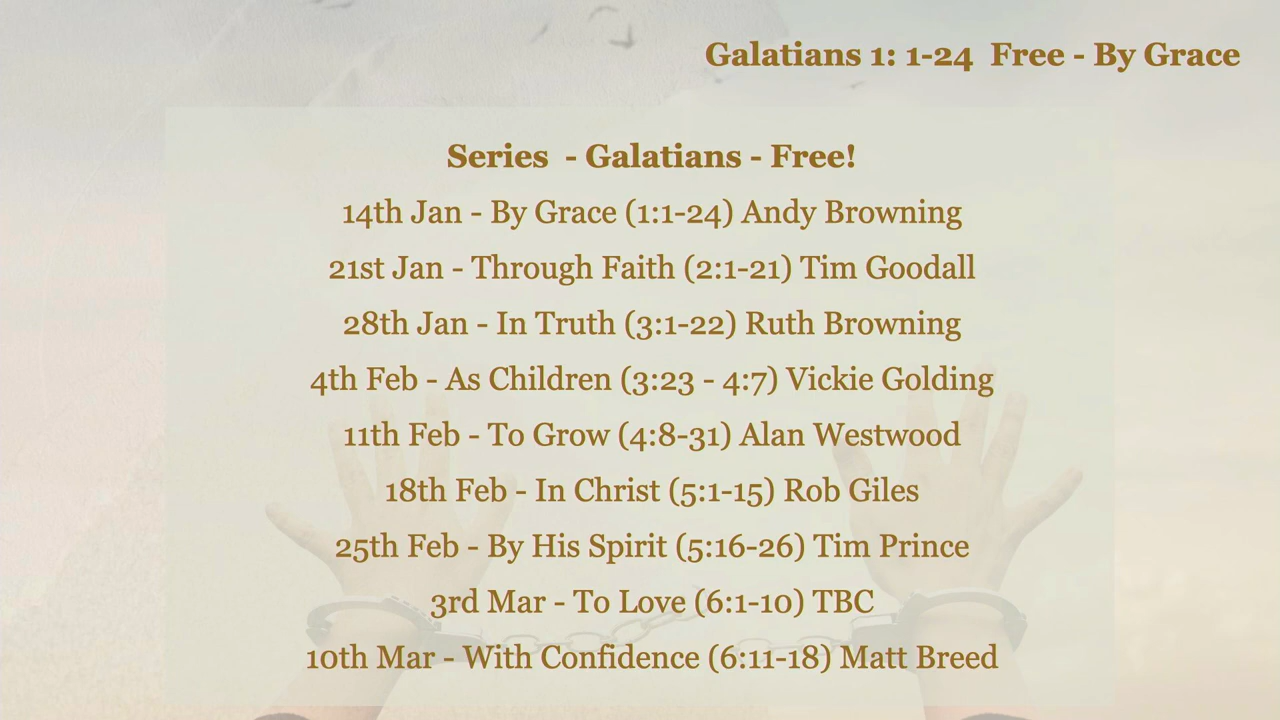 Galatians 1: 1-24  Free - By Grace
Series  - Galatians - Free!
14th Jan - By Grace (1:1-24) Andy Browning
21st Jan - Through Faith (2:1-21) Tim Goodall
28th Jan - In Truth (3:1-22) Ruth Browning
4th Feb - As Children (3:23 - 4:7) Vickie Golding
11th Feb - To Grow (4:8-31) Alan Westwood
18th Feb - In Christ (5:1-15) Rob Giles
25th Feb - By His Spirit (5:16-26) Tim Prince
3rd Mar - To Love (6:1-10) TBC
10th Mar - With Confidence (6:11-18) Matt Breed